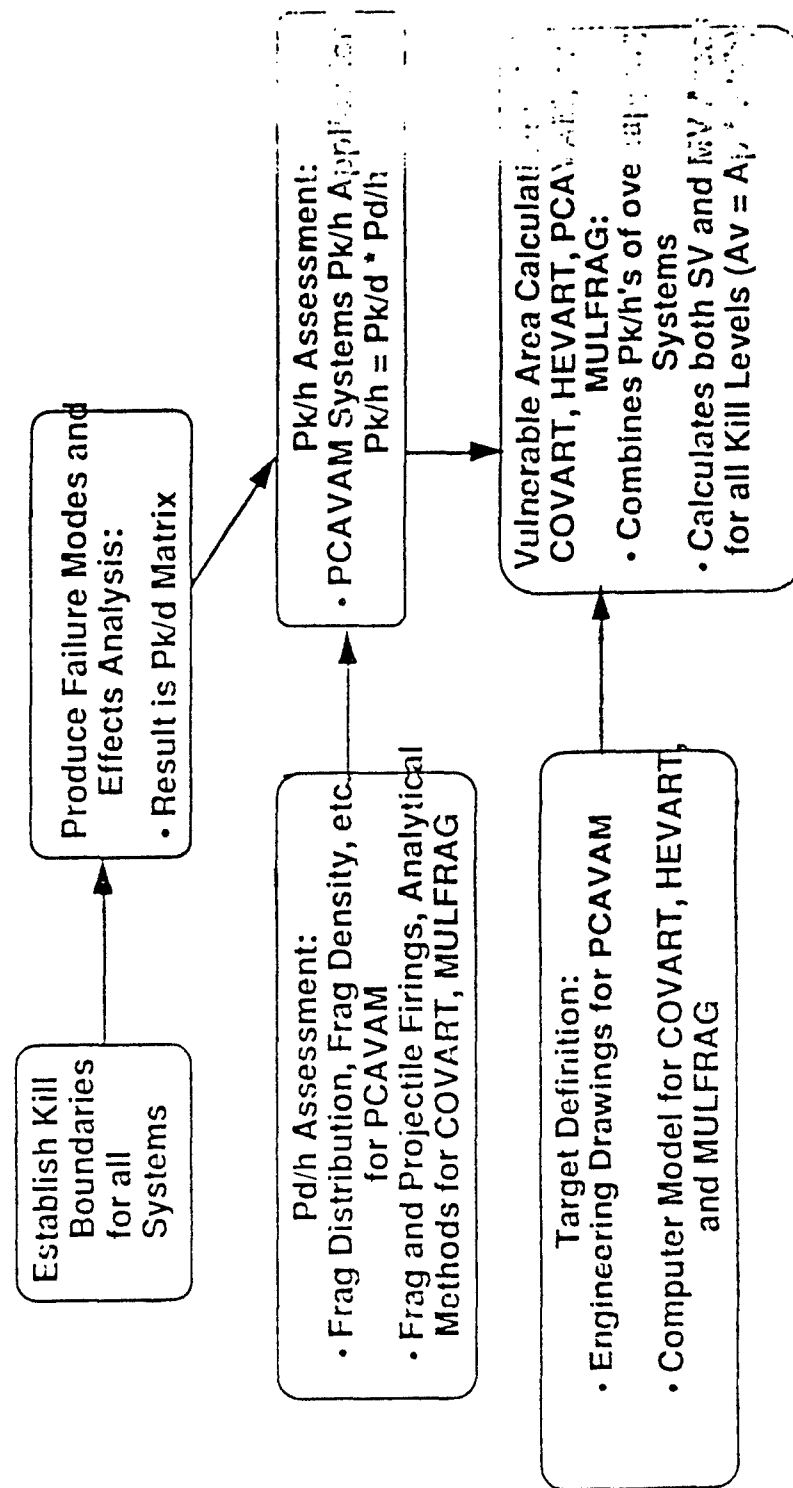 Establish Kill
Boundaries
for all
Systems
Produce Failure Modes and
Effects Analysis:
• Result is Pk/d Matrix
Pd/h Assessment:
• Frag Distribution, Frag Density, etc.
for PCAVAM
• Frag and Projectile Firings, Analytical
Methods for COVART, MULFRAG
Pk/h Assessment:
• PCAVAM Systems Pk/h
Pk/h = Pk/d * Pd/h
Target Definition:
• Engineering Drawings for PCAVAM
• Computer Model for COVART, HEVART,
and MULFRAG
Vulnerable Area
COVART, HEVART,
MULFRAG:
• Combines Pk/h's of
Systems
• Calculates both SV and MV
for all Kill Levels (Av =